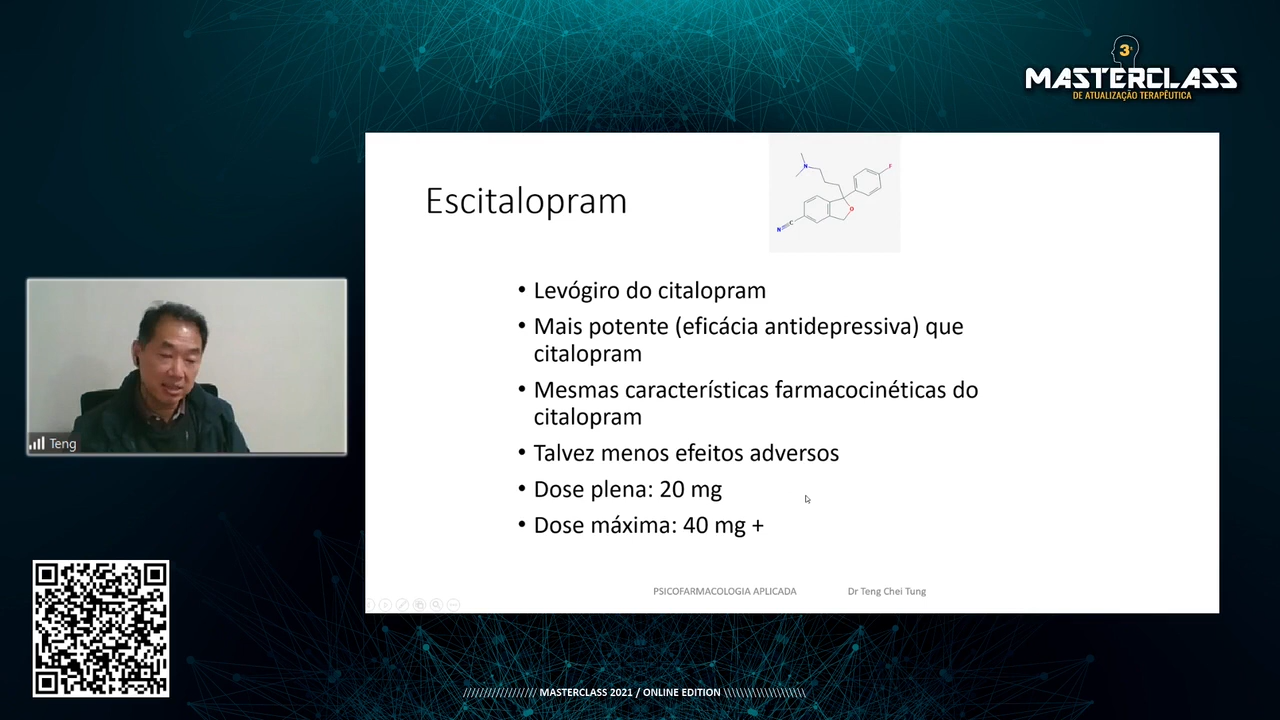 3ª
MASTERCLASS
DE ATUALIZAÇÃO TERAPÊUTICA
Escitalopram
N
F
O
C
N
• Levógiro do citalopram
• Mais potente (eficácia antidepressiva) que
citalopram
• Mesmas características farmacocinéticas do
citalopram
• Talvez menos efeitos adversos
• Dose plena: 20 mg
• Dose máxima: 40 mg +
Teng
PSICOFARMACOLOGIA APLICADA
Dr Teng Chei Tung
MASTERCLASS 2021 / ONLINE EDITION